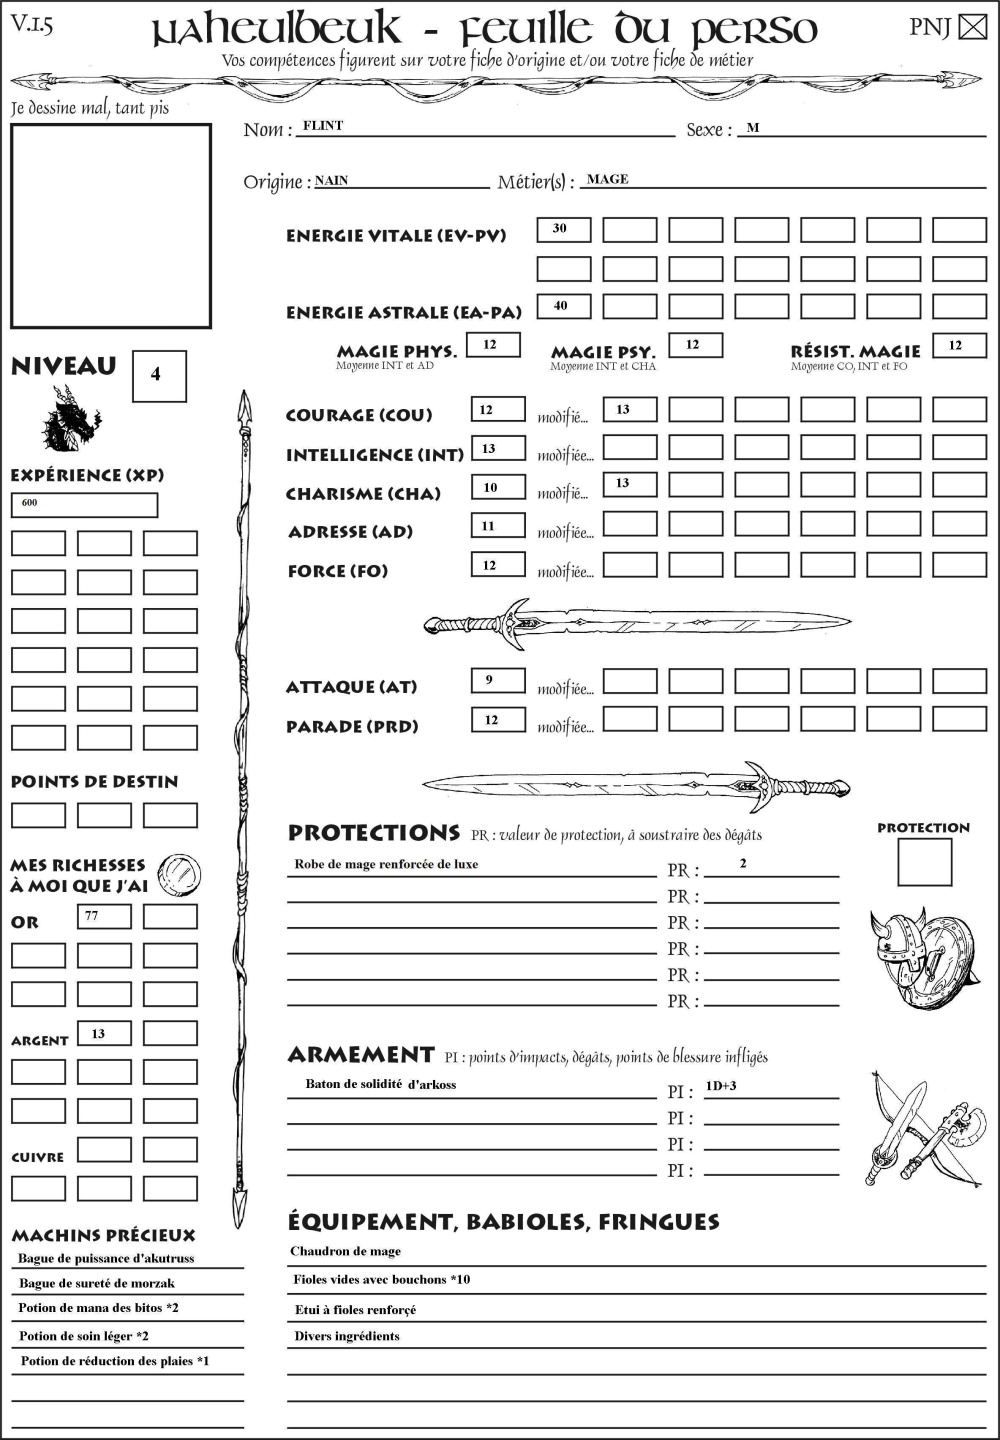 V.1.5
Naheulbeuk - Feuille du perso
PNJ
Vos compétences figurent sur votre fiche d'origine et/ou votre fiche de métier
Je dessine mal, tant pis
Nom : FLINT
Sexe : M
Origine : NAIN
Métier(s) : MAGE
ENERGIE VITALE (EV-PV) 30
ENERGIE ASTRALE (EA-PA) 40
MAGIE PHYS. 12
Moyenne INT et AD
MAGIE PSY. 12
Moyenne INT et CHA
RÉSIST. MAGIE 12
Moyenne CO, INT et FO
NIVEAU 4
COURAGE (COU) 12 modifié... 13
INTELLIGENCE (INT) 13 modifiée...
CHARISME (CHA) 10 modifié... 13
ADRESSE (AD) 11 modifiée...
FORCE (FO) 12 modifiée...
EXPÉRIENCE (XP)
600
ATTAQUE (AT) 9 modifiée...
PARADE (PRD) 12 modifiée...
POINTS DE DESTIN
MES RICHESSES
À MOI QUE J'AI
OR 77
ARGENT 13
CUIVRE
PROTECTIONS PR : valeur de protection, à soustraire des dégâts
PROTECTION
Robe de mage renforcée de luxe PR : 2
PR :
PR :
PR :
PR :
PR :
ARMEMENT PI : points d'impacts, dégâts, points de blessure infligés
Baton de solidité d'arkoss PI : 1D+3
PI :
PI :
PI :
MACHINS PRÉCIEUX
Bague de puissance d'akutruss
Bague de sureté de morzak
Potion de mana des bitos *2
Potion de soin léger *2
Potion de réduction des plaies *1
ÉQUIPEMENT, BABIOLES, FRINGUES
Chaudron de mage
Fioles vides avec bouchons *10
Etui à fioles renforçé
Divers ingrédients